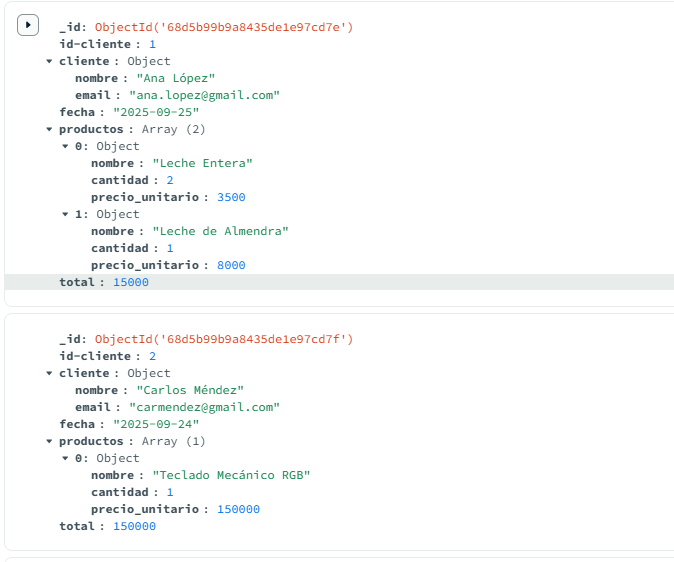 _id: ObjectId('68d5b99b9a8435de1e97cd7e')
id-cliente : 1
cliente : Object
nombre : "Ana López"
email : "ana.lopez@gmail.com"
fecha : "2025-09-25"
productos : Array (2)
0: Object
nombre : "Leche Entera"
cantidad : 2
precio_unitario : 3500
1: Object
nombre : "Leche de Almendra"
cantidad : 1
precio_unitario : 8000
total : 15000
_id: ObjectId('68d5b99b9a8435de1e97cd7f')
id-cliente : 2
cliente : Object
nombre : "Carlos Méndez"
email : "carmendez@gmail.com"
fecha : "2025-09-24"
productos : Array (1)
0: Object
nombre : "Teclado Mecánico RGB"
cantidad : 1
precio_unitario : 150000
total : 150000